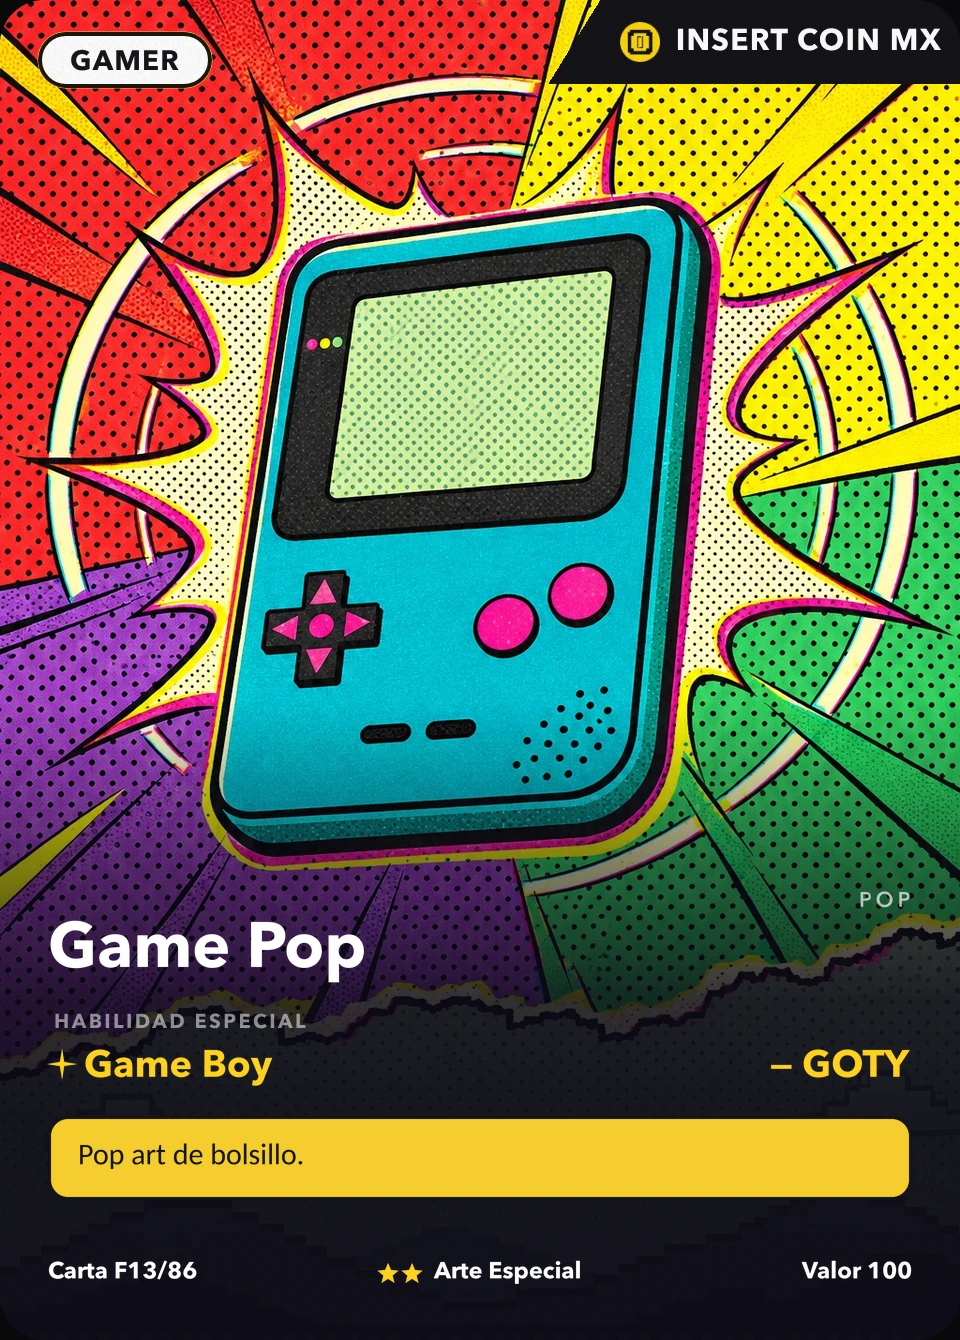 GAMER
INSERT COIN MX
POP
Game Pop
HABILIDAD ESPECIAL
Game Boy
– GOTY
Pop art de bolsillo.
Carta F13/86
★★ Arte Especial
Valor 100